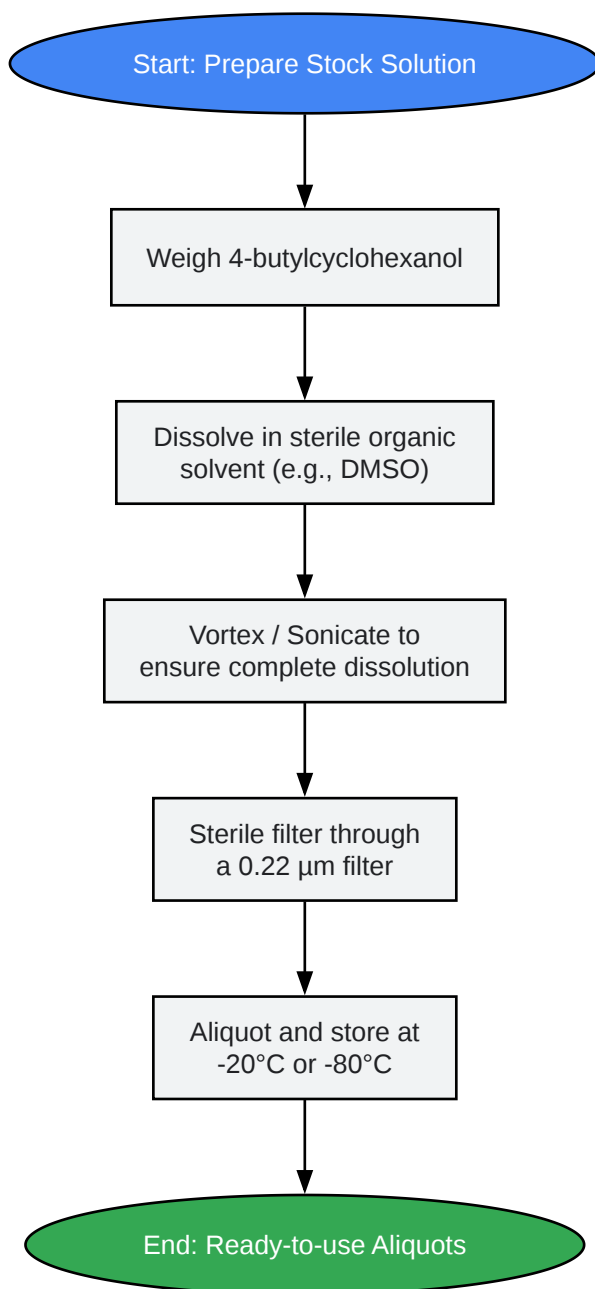 Start: Prepare Stock Solution
Weigh 4-butylcyclohexanol
Dissolve in sterile organic
solvent (e.g., DMSO)
Vortex / Sonicate to
ensure complete dissolution
Sterile filter through
a 0.22 µm filter
Aliquot and store at
-20°C or -80°C
End: Ready-to-use Aliquots